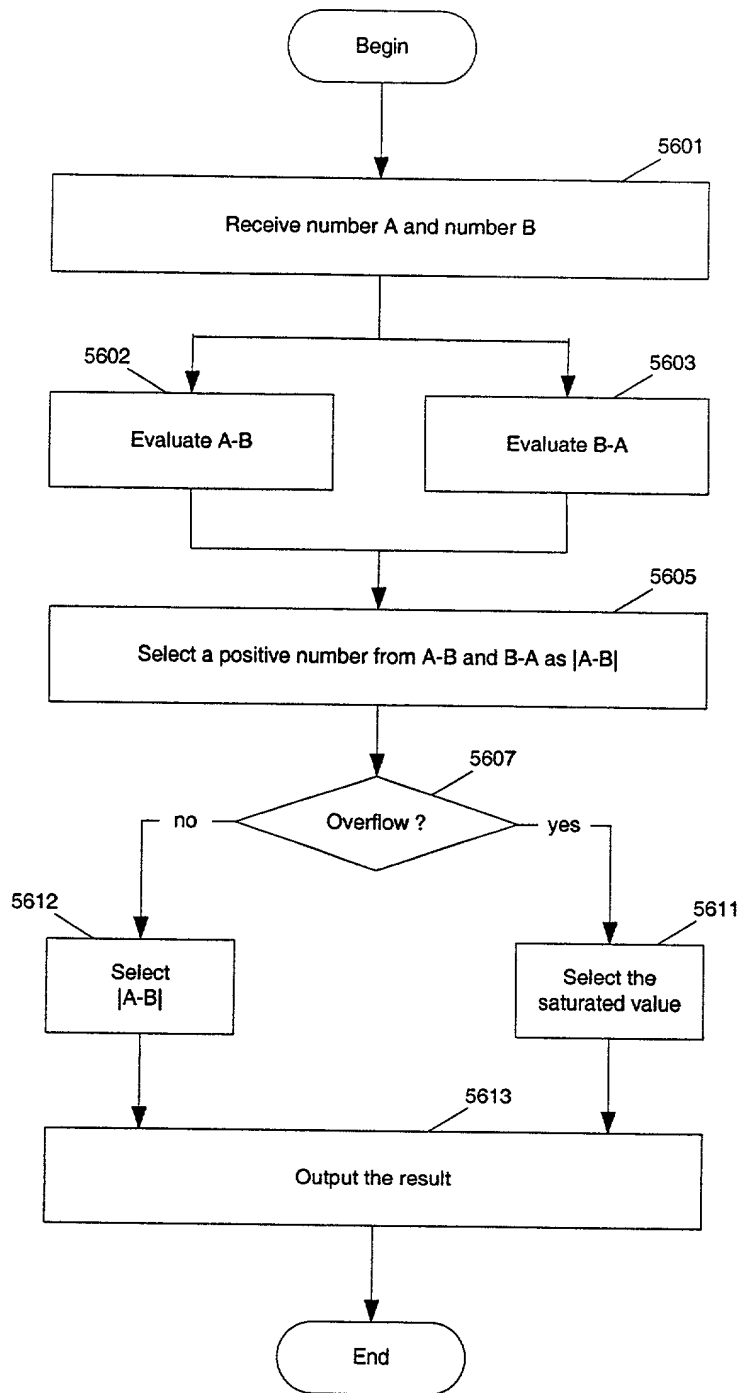 Begin
5601
Receive number A and number B
5602
5603
Evaluate A-B
Evaluate B-A
5605
Select a positive number from A-B and B-A as |A-B|
5607
no
Overflow ?
yes
5612
5611
Select
|A-B|
Select the
saturated value
5613
Output the result
End